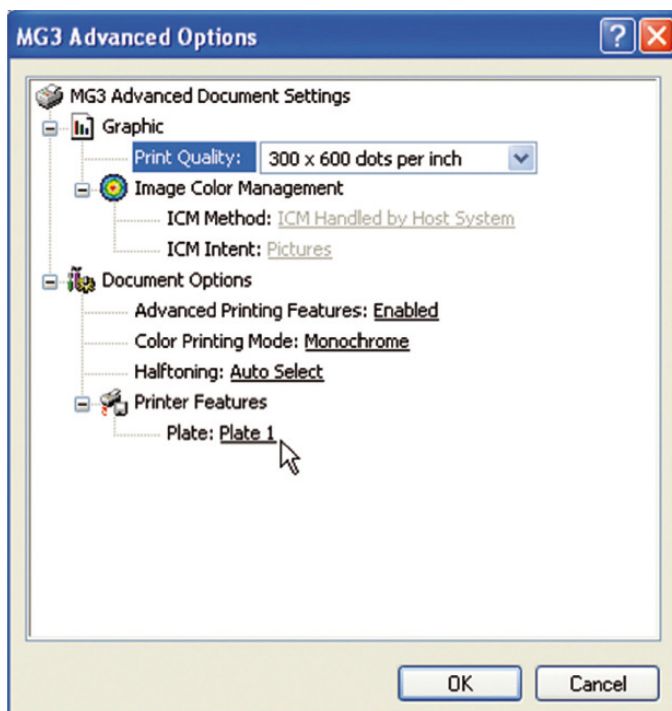 MG3 Advanced Options
MG3 Advanced Document Settings
Graphic
Print Quality: 300 x 600 dots per inch
Image Color Management
ICM Method: ICM Handled by Host System
ICM Intent: Pictures
Document Options
Advanced Printing Features: Enabled
Color Printing Mode: Monochrome
Halftoning: Auto Select
Printer Features
Plate: Plate 1
OK Cancel